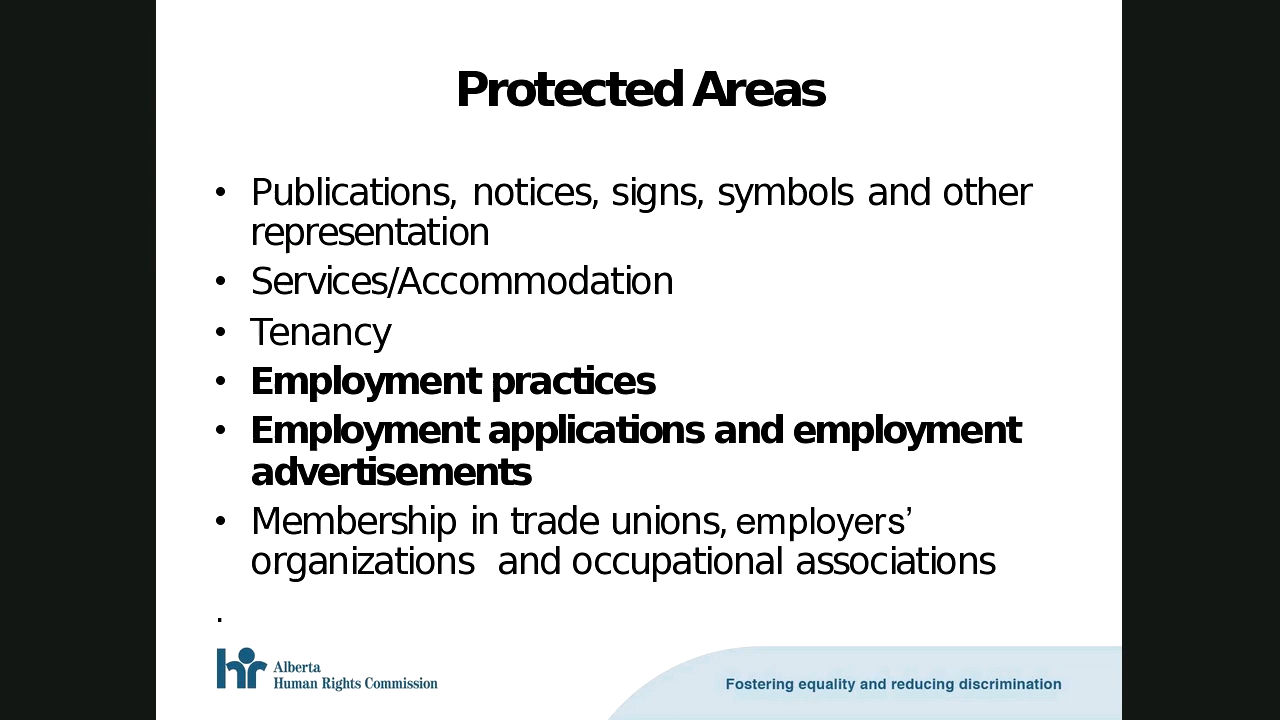 Protected Areas
• Publications, notices, signs, symbols and other
representation
• Services/Accommodation
• Tenancy
• Employment practices
• Employment applications and employment
advertisements
• Membership in trade unions, employers’
organizations and occupational associations
.
Alberta
Human Rights Commission
Fostering equality and reducing discrimination